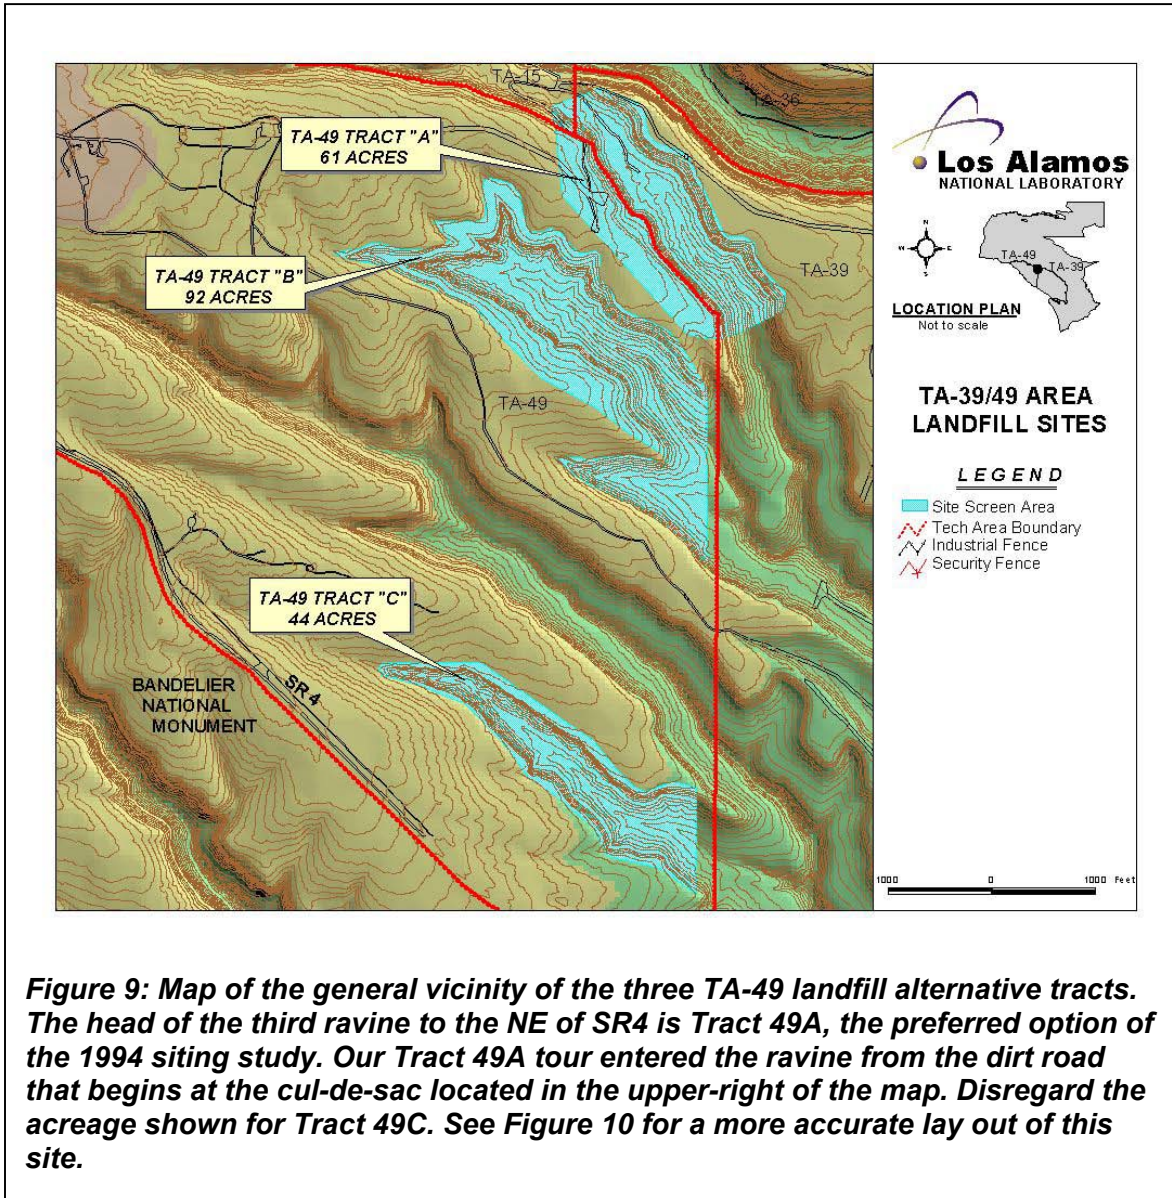 TA-15
TA-36
TA-49 TRACT "A"
61 ACRES
TA-49 TRACT "B"
92 ACRES
TA-39
TA-49
TA-49 TRACT "C"
44 ACRES
BANDELIER
NATIONAL
MONUMENT
SR 4
Los Alamos
NATIONAL LABORATORY
N
W
E
S
TA-49
TA-39
LOCATION PLAN
Not to scale
TA-39/49 AREA
LANDFILL SITES
LEGEND
Site Screen Area
Tech Area Boundary
Industrial Fence
Security Fence
1000 0 1000 Feet
Figure 9: Map of the general vicinity of the three TA-49 landfill alternative tracts.
The head of the third ravine to the NE of SR4 is Tract 49A, the preferred option of
the 1994 siting study. Our Tract 49A tour entered the ravine from the dirt road
that begins at the cul-de-sac located in the upper-right of the map. Disregard the
acreage shown for Tract 49C. See Figure 10 for a more accurate lay out of this
site.